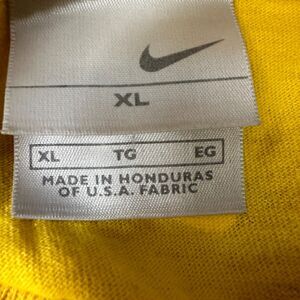 XL
XL TG EG
MADE IN HONDURAS
OF U.S.A. FABRIC